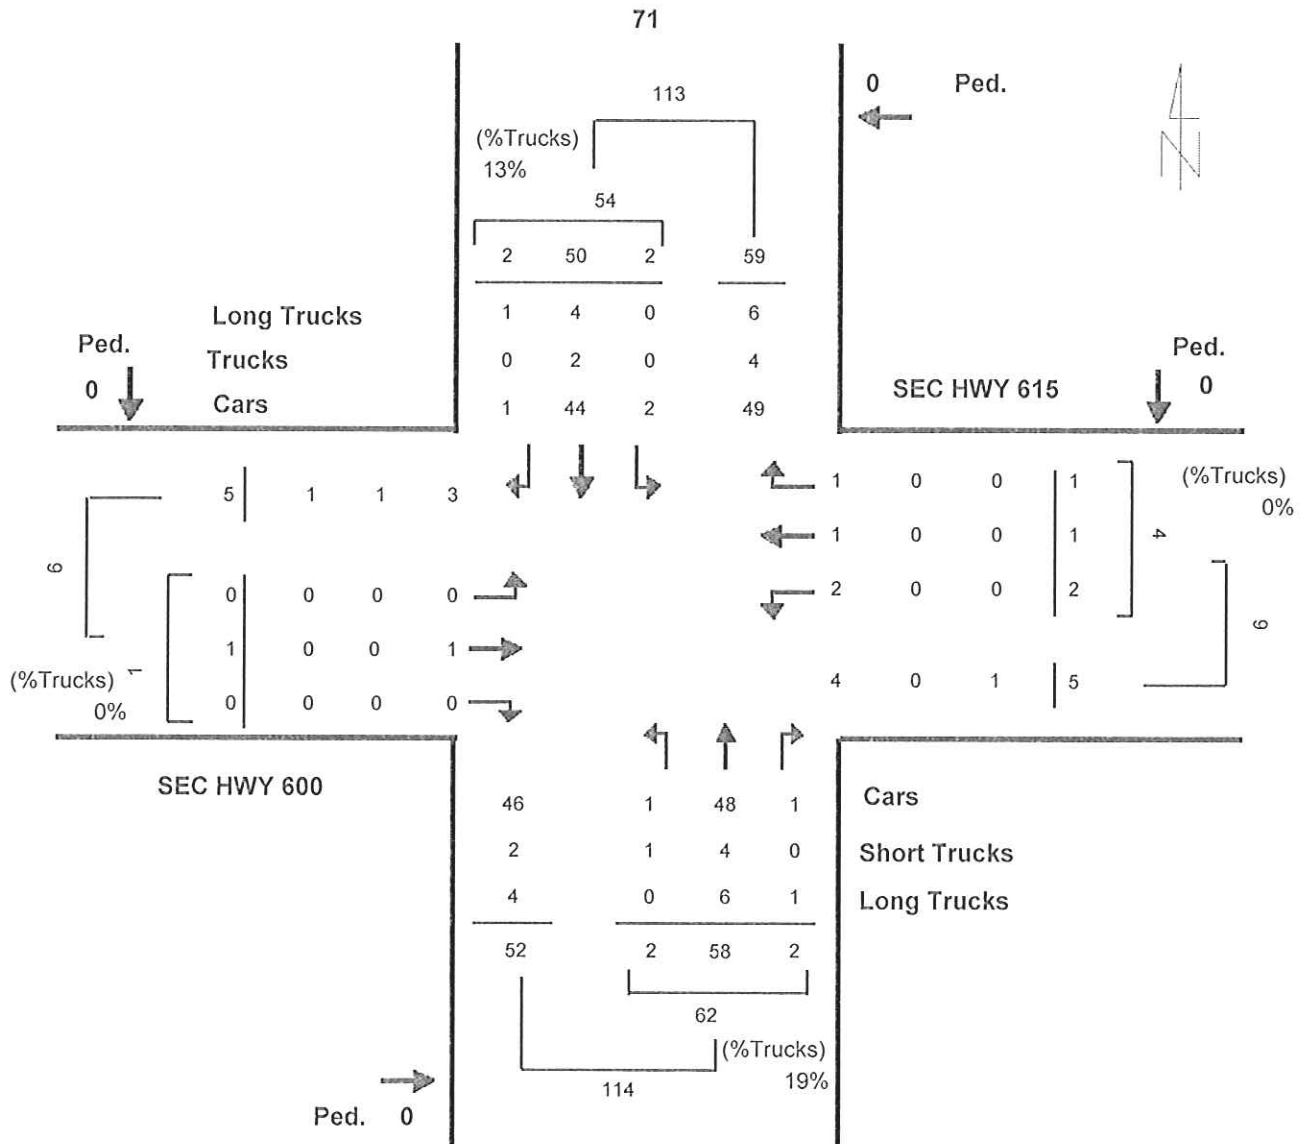 71
113
0 Ped.
(%Trucks)
13%
54
2 50 2 59
Long Trucks 1 4 0 6
Ped.
Trucks 0 2 0 4
Ped.
0
0
SEC HWY 615
Cars 1 44 2 49
5 1 1 3
1 0 0 1
(%Trucks)
0%
1 0 0 1
4
6
0 0 0 0
2 0 0 2
9
1 0 0 1
1
(%Trucks)
0%
0 0 0 0
4 0 1 5
SEC HWY 600
46 1 48 1 Cars
2 1 4 0 Short Trucks
4 0 6 1 Long Trucks
52 2 58 2
62
(%Trucks)
19%
114
Ped. 0